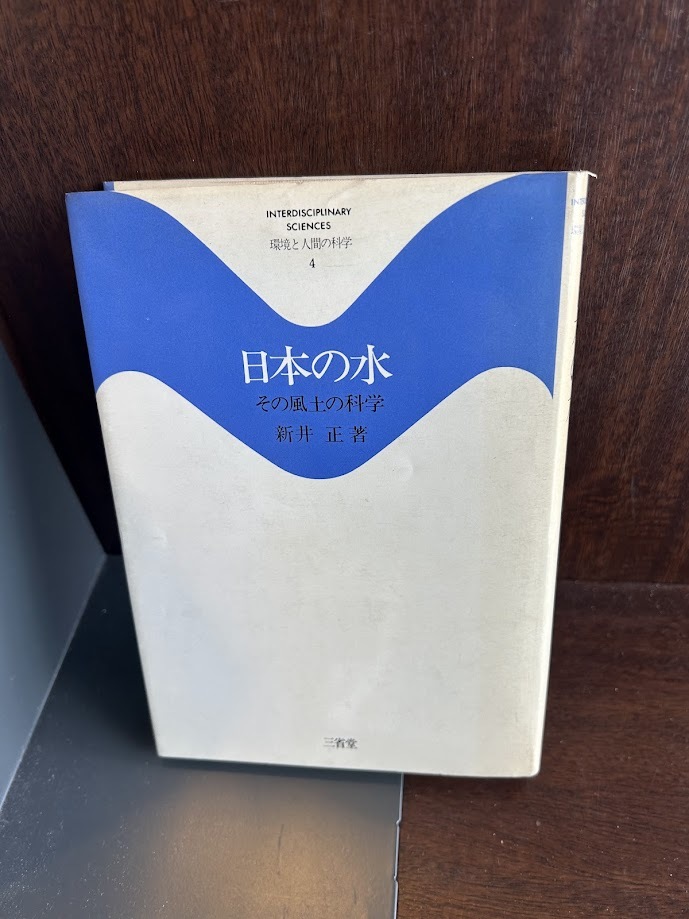 INTERDISCIPLINARY
SCIENCES
環境と人間の科学
4
日本の水
その風土の科学
新井 正 著
三省堂